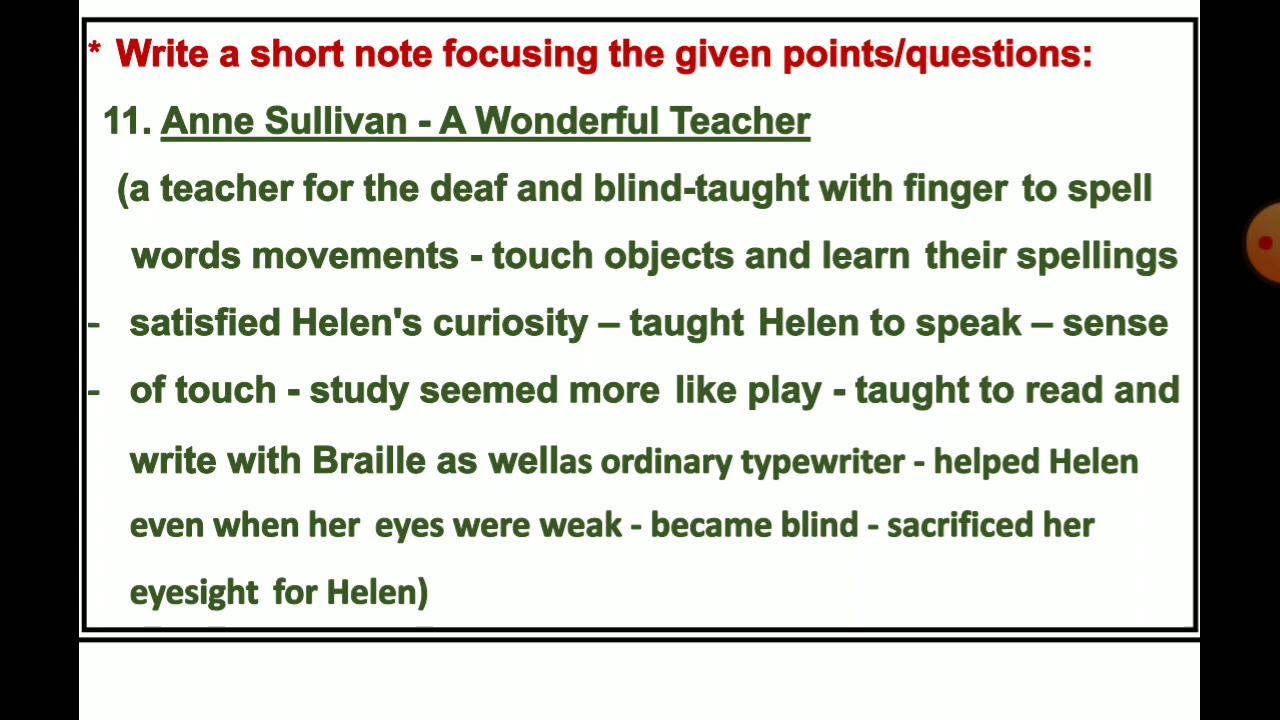 * Write a short note focusing the given points/questions:
11. Anne Sullivan - A Wonderful Teacher
(a teacher for the deaf and blind-taught with finger to spell
words movements - touch objects and learn their spellings
- satisfied Helen's curiosity – taught Helen to speak – sense
- of touch - study seemed more like play - taught to read and
write with Braille as wellas ordinary typewriter - helped Helen
even when her eyes were weak - became blind - sacrificed her
eyesight for Helen)